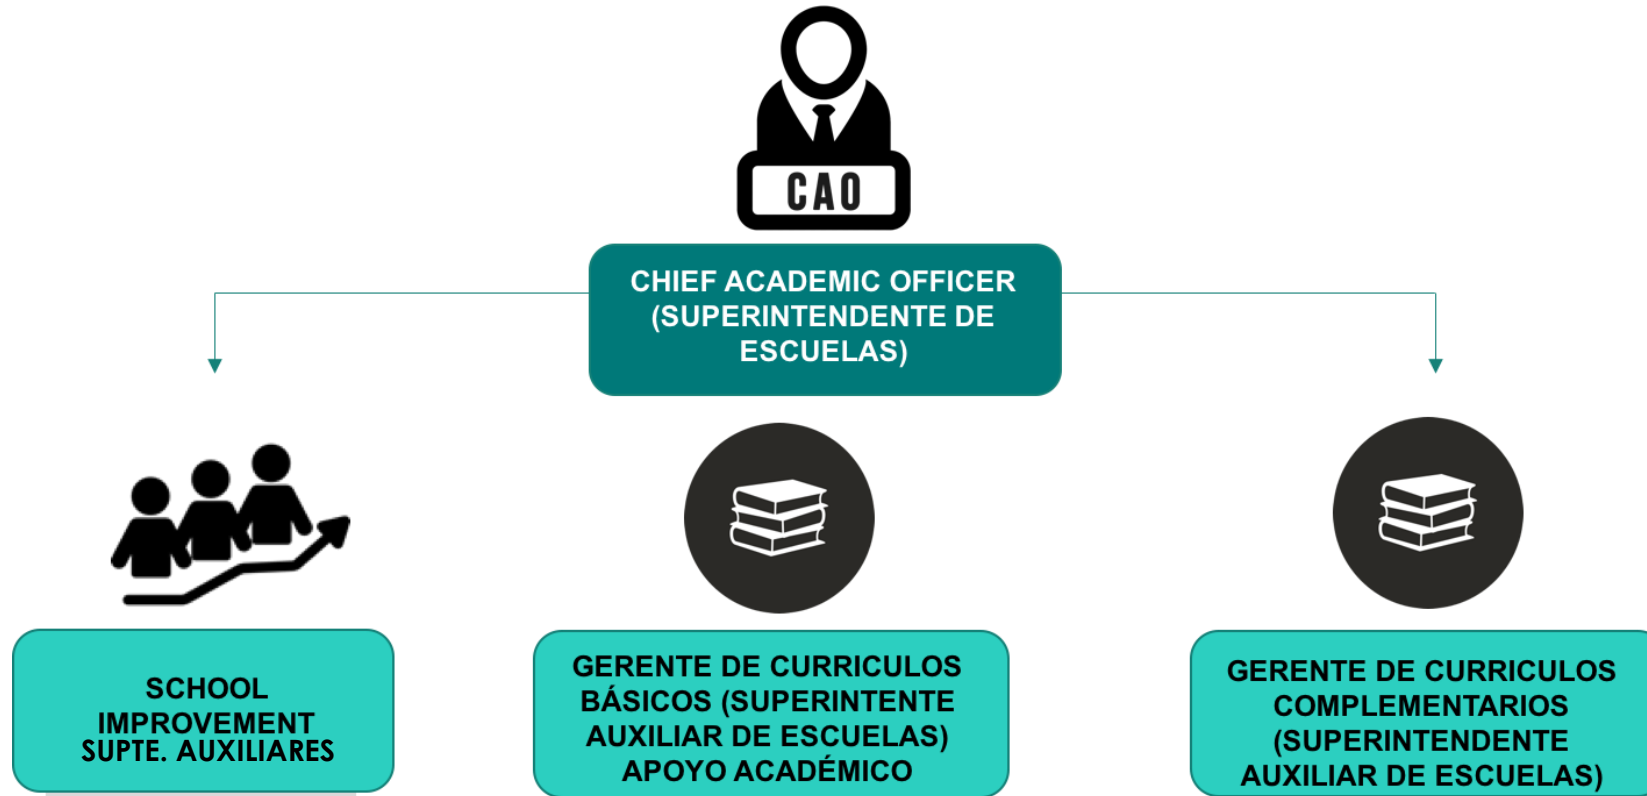 CAO
CHIEF ACADEMIC OFFICER
(SUPERINTENDENTE DE
ESCUELAS)
SCHOOL
IMPROVEMENT
SUPTE. AUXILIARES
GERENTE DE CURRICULOS
BÁSICOS (SUPERINTENTE
AUXILIAR DE ESCUELAS)
APOYO ACADÉMICO
GERENTE DE CURRICULOS
COMPLEMENTARIOS
(SUPERINTENDENTE
AUXILIAR DE ESCUELAS)